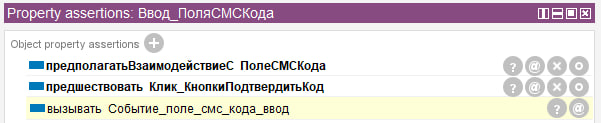 Property assertions: Ввод_ПоляСМСКода
Object property assertions
предполагатьВзаимодействиеС ПолеСМСКода
предшествовать Клик_КнопкиПодтвердитьКод
вызывать Событие_поле_смс_кода_ввод